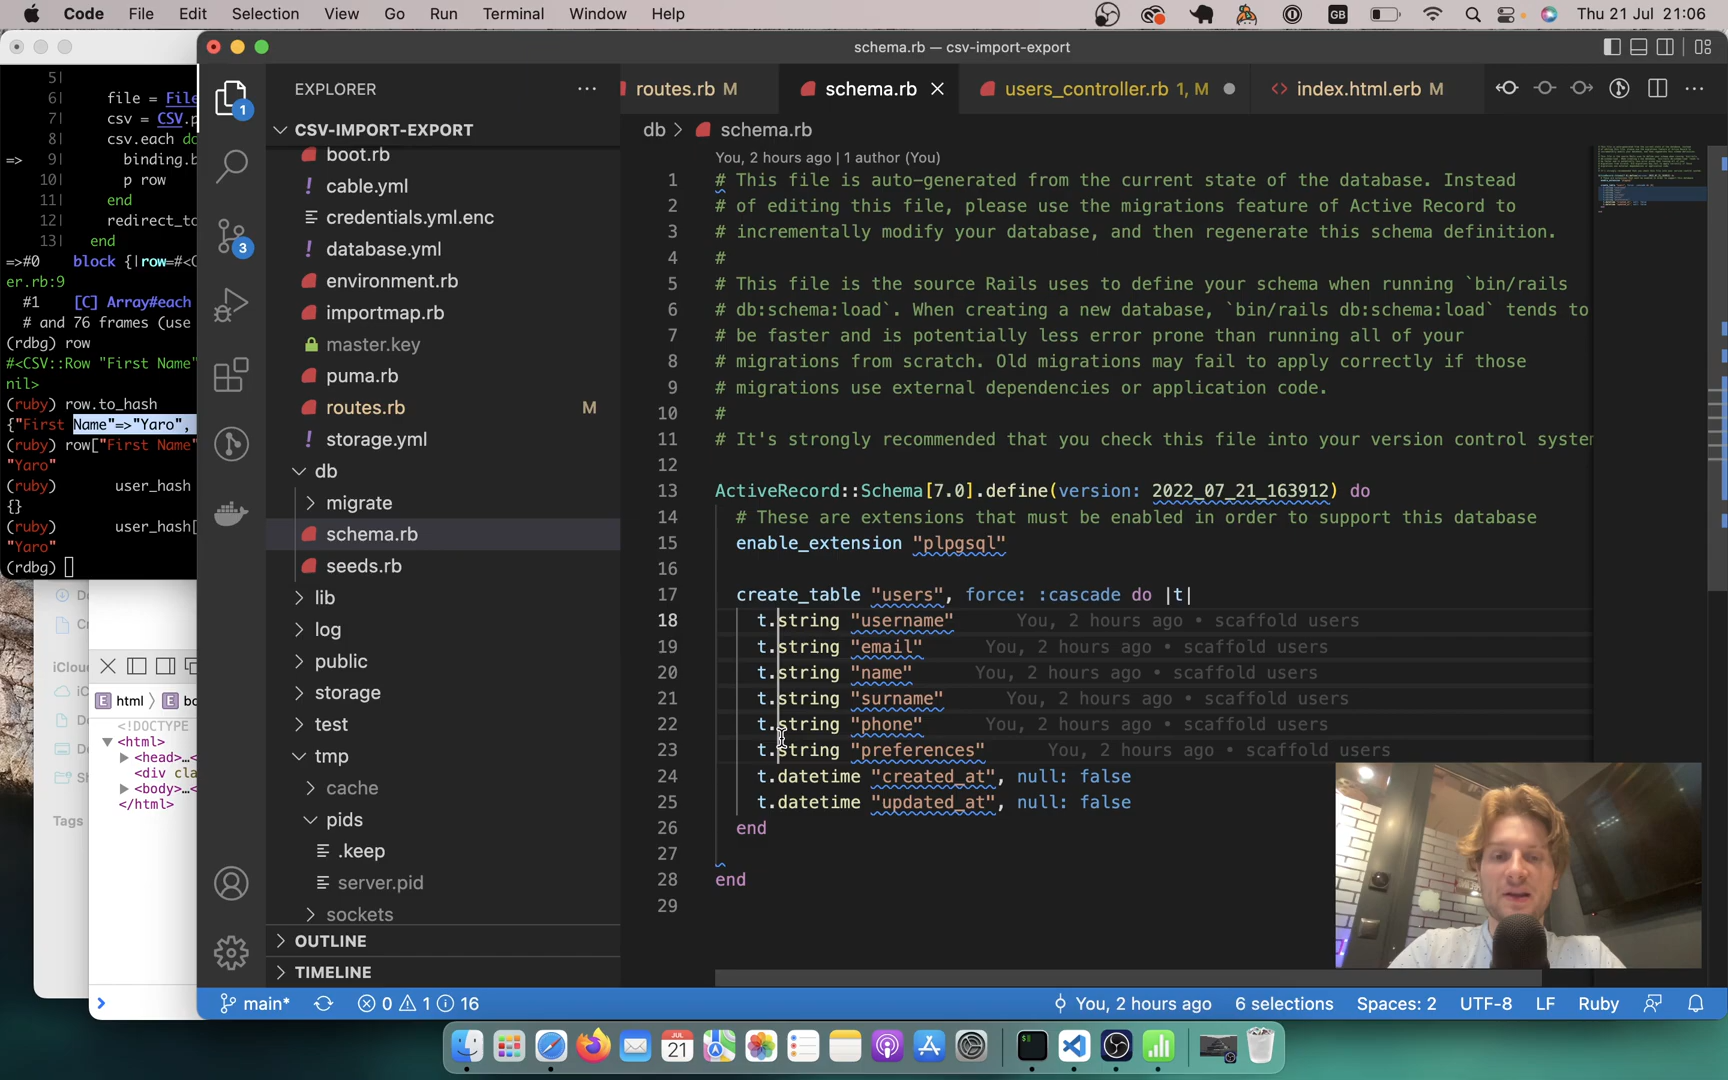 Code File Edit Selection View Go Run Terminal Window Help
GB
Thu 21 Jul 21:06
schema.rb — csv-import-export
5|
6| file = File
7| csv = CSV.p
8| csv.each do
=> 9| binding.b
10| p row
11| end
12| redirect_to
13| end
=>#0 block {|row=#<C
er.rb:9
#1 [C] Array#each
# and 76 frames (use
(rdbg) row
#<CSV::Row "First Name"
nil>
(ruby) row.to_hash
{"First Name"=>"Yaro",
(ruby) row["First Name"
"Yaro"
(ruby) user_hash
{}
(ruby) user_hash[
"Yaro"
(rdbg)
iCloud
Tags
html
<!DOCTYPE
<html>
<head>…<
<div cla
<body>…<
</html>
1
3
EXPLORER
CSV-IMPORT-EXPORT
boot.rb
cable.yml
credentials.yml.enc
database.yml
environment.rb
importmap.rb
master.key
puma.rb
routes.rb M
storage.yml
db
migrate
schema.rb
seeds.rb
lib
log
public
storage
test
tmp
cache
pids
.keep
server.pid
sockets
OUTLINE
TIMELINE
routes.rb M
schema.rb
users_controller.rb 1, M
index.html.erb M
db > schema.rb
You, 2 hours ago | 1 author (You)
1 # This file is auto-generated from the current state of the database. Instead
2 # of editing this file, please use the migrations feature of Active Record to
3 # incrementally modify your database, and then regenerate this schema definition.
4 #
5 # This file is the source Rails uses to define your schema when running `bin/rails
6 # db:schema:load`. When creating a new database, `bin/rails db:schema:load` tends to
7 # be faster and is potentially less error prone than running all of your
8 # migrations from scratch. Old migrations may fail to apply correctly if those
9 # migrations use external dependencies or application code.
10 #
11 # It's strongly recommended that you check this file into your version control system
12
13 ActiveRecord::Schema[7.0].define(version: 2022_07_21_163912) do
14 # These are extensions that must be enabled in order to support this database
15 enable_extension "plpgsql"
16
17 create_table "users", force: :cascade do |t|
18 t.string "username" You, 2 hours ago • scaffold users
19 t.string "email" You, 2 hours ago • scaffold users
20 t.string "name" You, 2 hours ago • scaffold users
21 t.string "surname" You, 2 hours ago • scaffold users
22 t.string "phone" You, 2 hours ago • scaffold users
23 t.string "preferences" You, 2 hours ago • scaffold users
24 t.datetime "created_at", null: false
25 t.datetime "updated_at", null: false
26 end
27
28 end
29
main* 0 1 16
You, 2 hours ago 6 selections Spaces: 2 UTF-8 LF Ruby
JUL
21